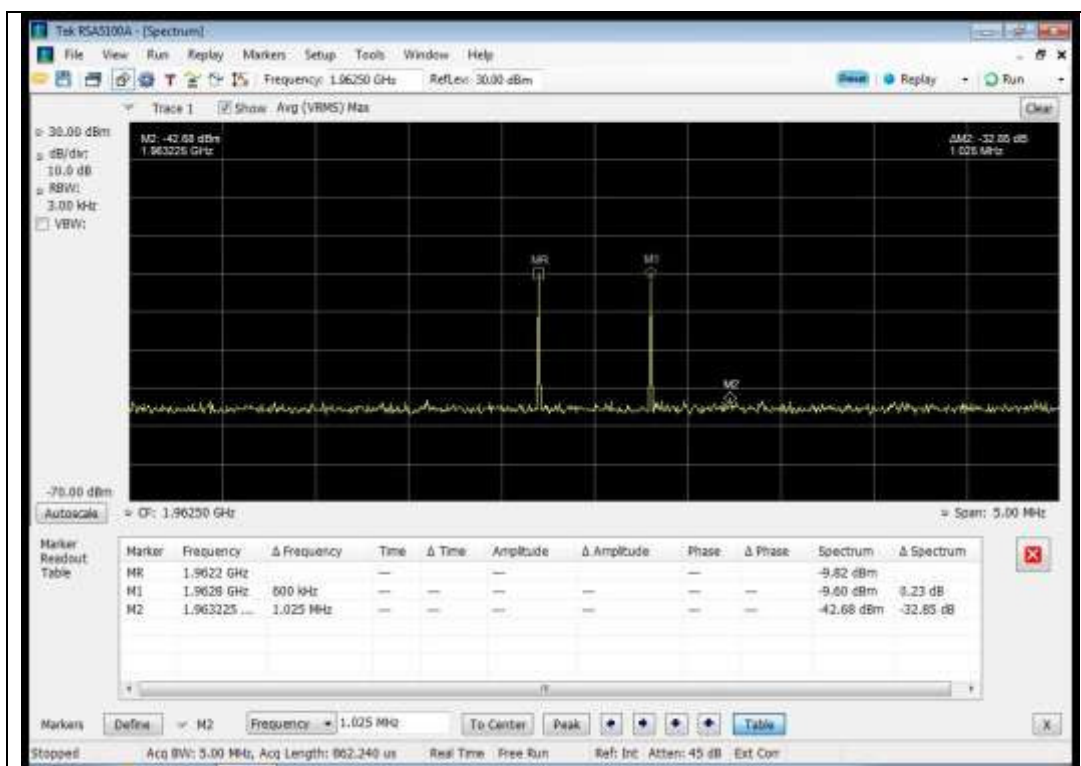 Tek RSA5100A - [Spectrum]
File View Run Replay Markers Setup Tools Window Help
Frequency: 1.96250 GHz RefLev: 30.00 dBm Preset Replay Run
Trace 1 Show Avg (VRMS) Max Clear
30.00 dBm
dB/div:
10.0 dB
RBW:
3.00 kHz
VBW:
M2: -42.68 dBm
1.963225 GHz
ΔM2: -32.85 dB
1.025 MHz
MR M1
M2
-70.00 dBm
Autoscale CF: 1.96250 GHz Span: 5.00 MHz
Marker
Readout
Table
Marker Frequency Δ Frequency Time Δ Time Amplitude Δ Amplitude Phase Δ Phase Spectrum Δ Spectrum
MR 1.9622 GHz --- --- --- -9.82 dBm
M1 1.9628 GHz 600 kHz --- --- --- --- --- --- -9.60 dBm 0.23 dB
M2 1.963225 ... 1.025 MHz --- --- --- --- --- --- -42.68 dBm -32.85 dB
Markers Define M2 Frequency 1.025 MHz To Center Peak Table X
Stopped Acq BW: 5.00 MHz, Acq Length: 862.240 us Real Time Free Run Ref: Int Atten: 45 dB Ext Corr